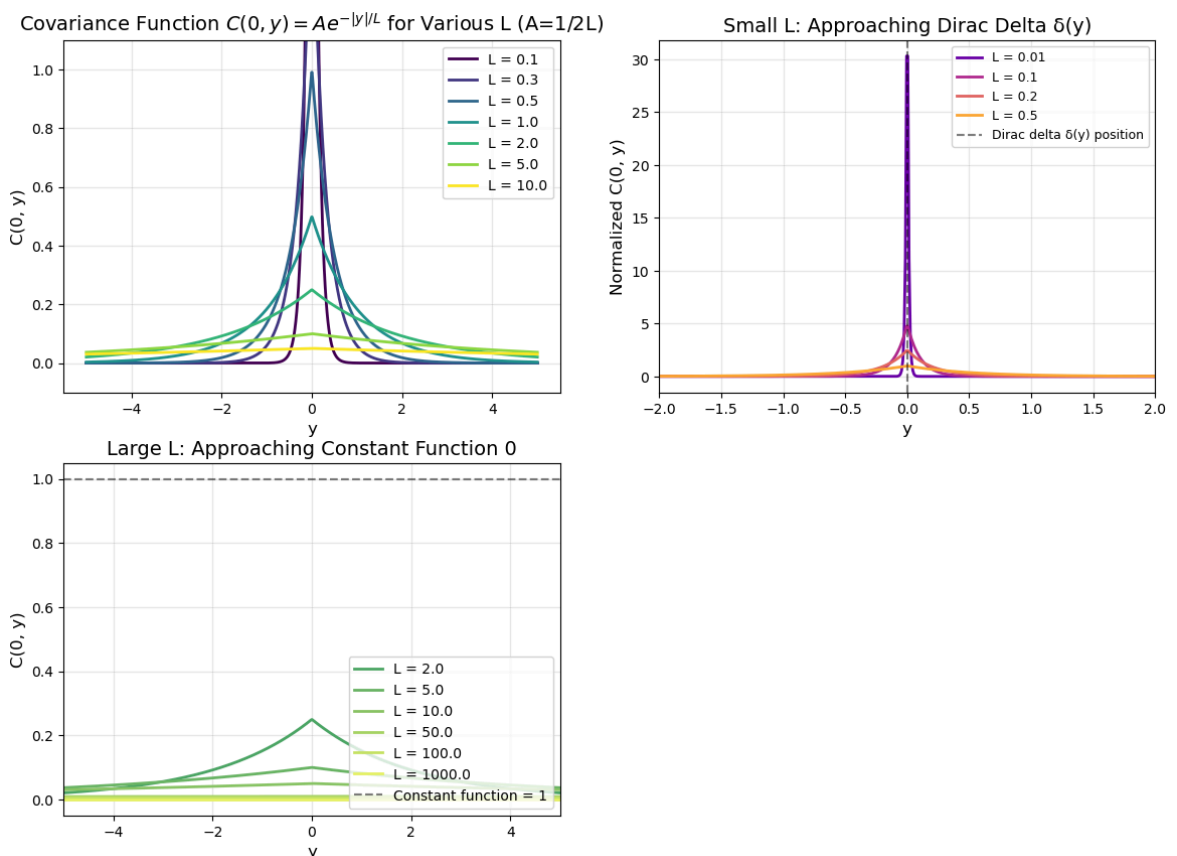 Covariance Function C(0, y) = Ae^{-|y|/L} for Various L (A=1/2L)
C(0, y)
1.0
0.8
0.6
0.4
0.2
0.0
L = 0.1
L = 0.3
L = 0.5
L = 1.0
L = 2.0
L = 5.0
L = 10.0
−4
−2
0
2
4
y
Small L: Approaching Dirac Delta δ(y)
Normalized C(0, y)
30
25
20
15
10
5
0
L = 0.01
L = 0.1
L = 0.2
L = 0.5
Dirac delta δ(y) position
−2.0
−1.5
−1.0
−0.5
0.0
0.5
1.0
1.5
2.0
y
Large L: Approaching Constant Function 0
C(0, y)
1.0
0.8
0.6
0.4
0.2
0.0
L = 2.0
L = 5.0
L = 10.0
L = 50.0
L = 100.0
L = 1000.0
Constant function = 1
−4
−2
0
2
4
y